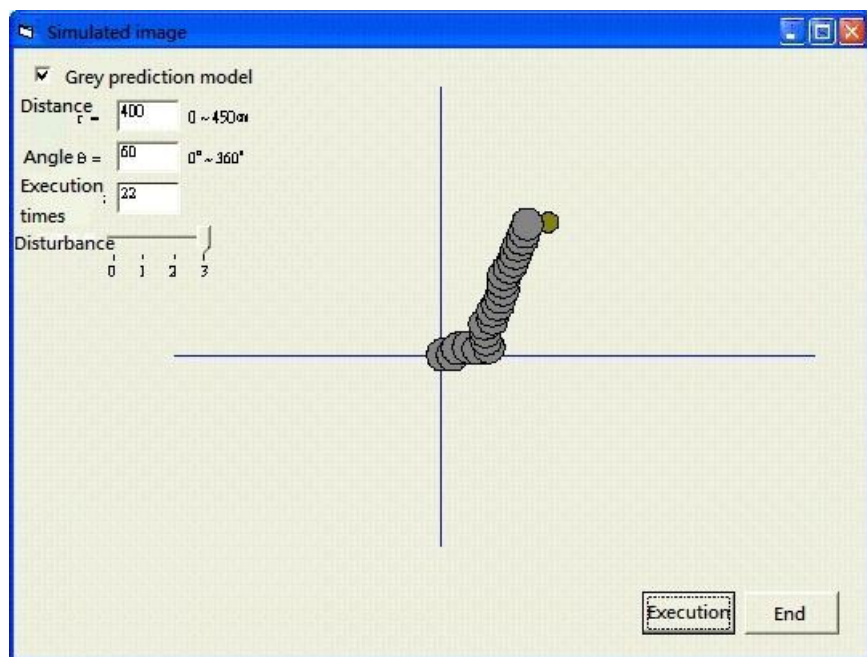 Simulated image
Grey prediction model
Distance r = 400 0 ~ 450cm
Angle θ = 60 0° ~ 360°
Execution times : 22
Disturbance
0 1 2 3
Execution End